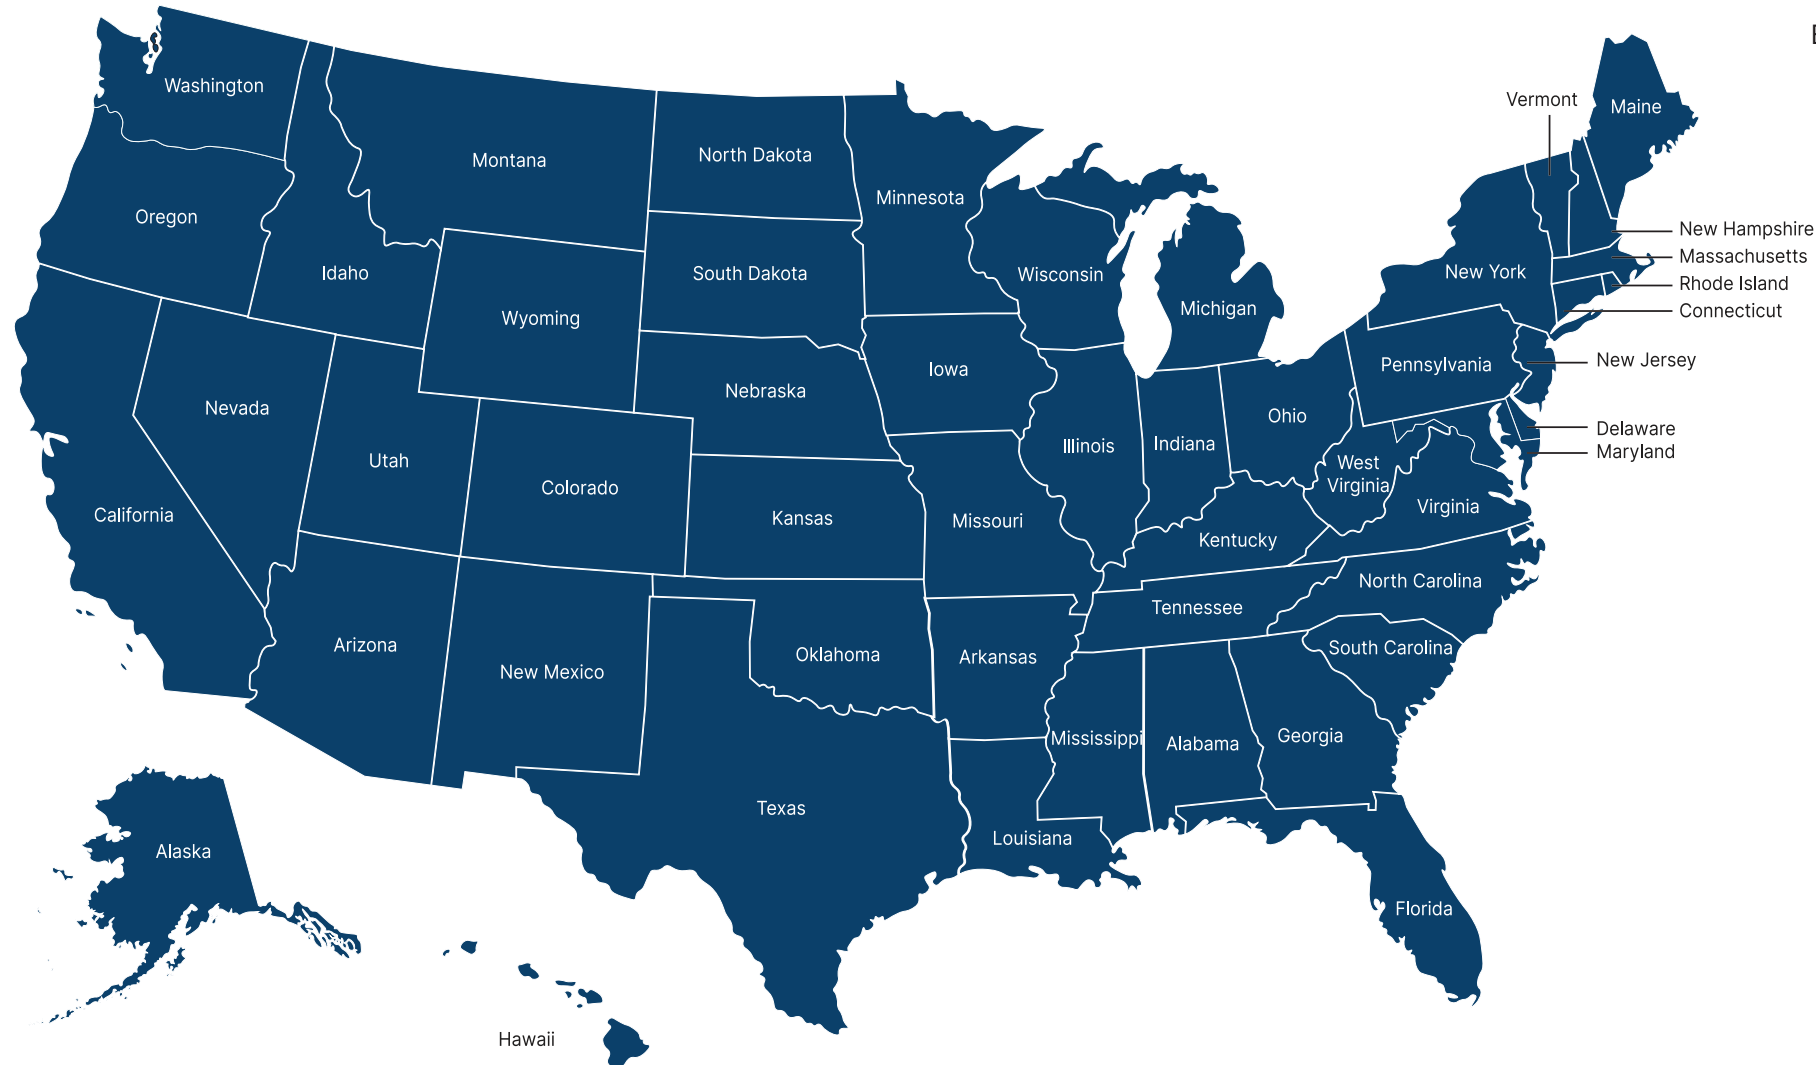 Washington
Montana
North Dakota
Minnesota
Vermont
Maine
Oregon
Idaho
Wyoming
South Dakota
Wisconsin
Michigan
New York
New Hampshire
Massachusetts
Rhode Island
Connecticut
Nevada
Utah
Colorado
Nebraska
Iowa
Illinois
Indiana
Ohio
Pennsylvania
New Jersey
Delaware
Maryland
California
Kansas
Missouri
Kentucky
West
Virginia
Virginia
Arizona
New Mexico
Oklahoma
Arkansas
Tennessee
North Carolina
South Carolina
Texas
Louisiana
Mississippi
Alabama
Georgia
Florida
Alaska
Hawaii